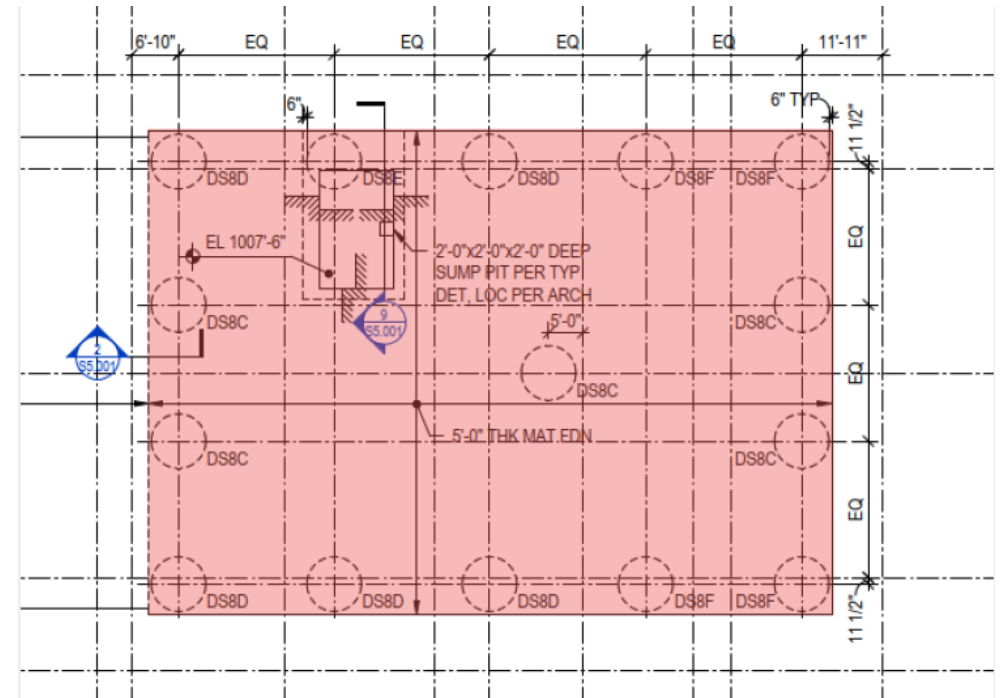 6'-10"
EQ
EQ
EQ
EQ
11'-11"
6"
6" TYP
11 1/2"
DS8D
DS8E
DS8D
DS8F
DS8F
EQ
EL 1007'-6"
2'-0"x2'-0"x2'-0" DEEP
SUMP PIT PER TYP
DET, LOC PER ARCH
DS8C
9
S5.001
5'-0"
DS8C
2
S5.001
DS8C
EQ
5'-0" THK MAT FDN
DS8C
DS8C
EQ
DS8D
DS8D
DS8D
DS8F
DS8F
11 1/2"